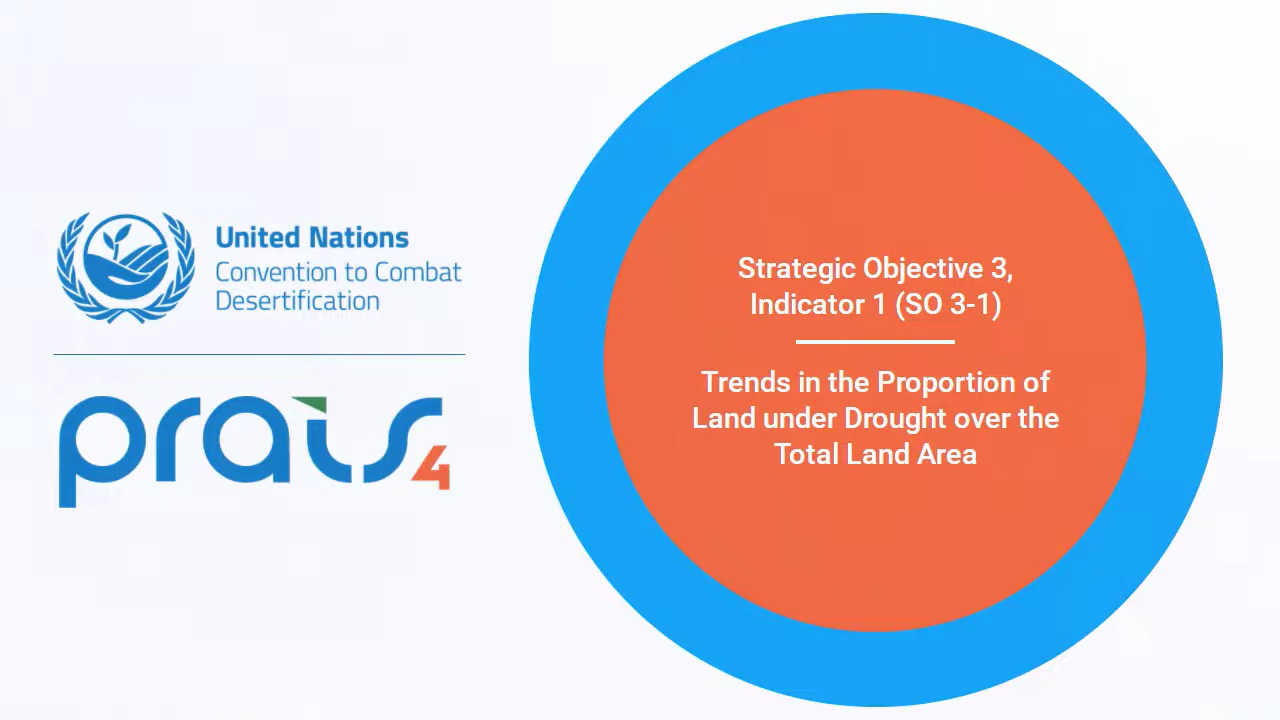 United Nations
Convention to Combat
Desertification
prais4
Strategic Objective 3,
Indicator 1 (SO 3-1)
Trends in the Proportion of
Land under Drought over the
Total Land Area